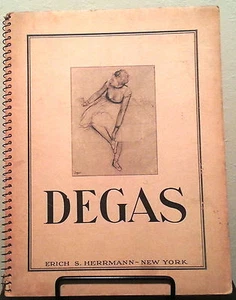 DEGAS
ERICH S. HERRMANN-NEW YORK